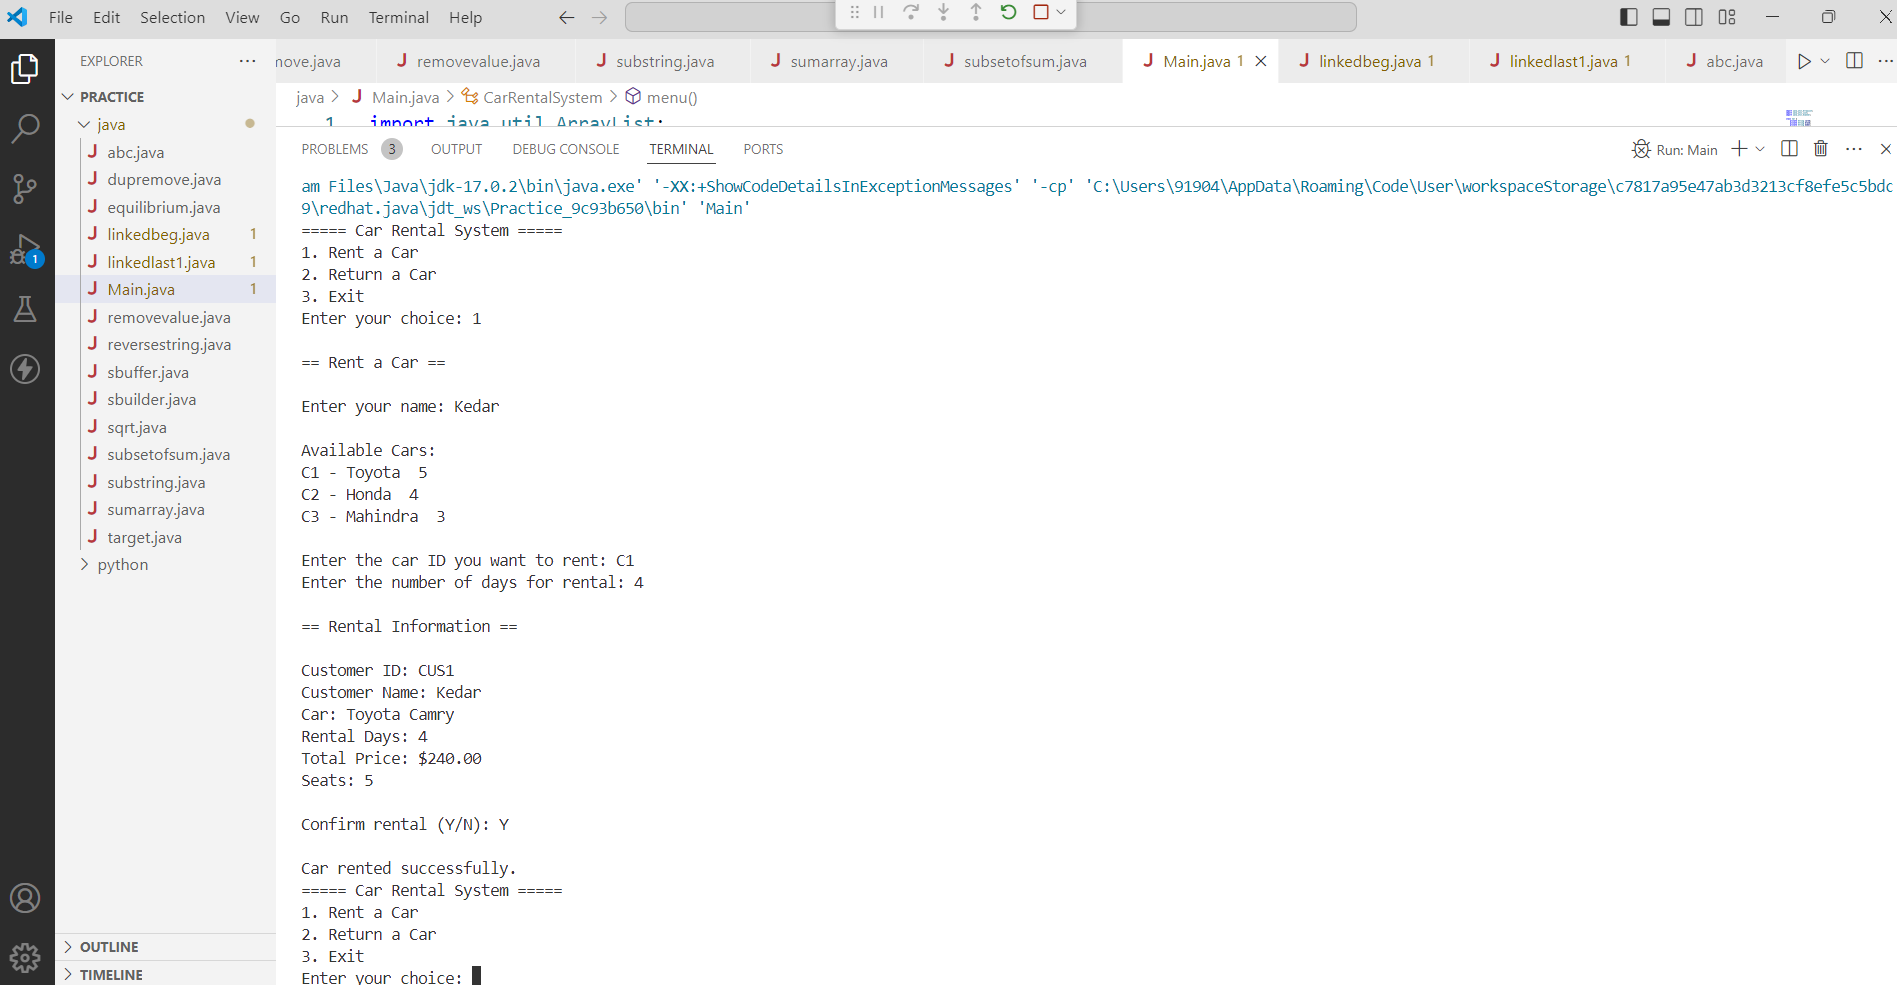 File Edit Selection View Go Run Terminal Help
EXPLORER
PRACTICE
java
abc.java
dupremove.java
equilibrium.java
linkedbeg.java 1
linkedlast1.java 1
Main.java 1
removevalue.java
reversestring.java
sbuffer.java
sbuilder.java
sqrt.java
subsetofsum.java
substring.java
sumarray.java
target.java
python
OUTLINE
TIMELINE
1
move.java removevalue.java substring.java sumarray.java subsetofsum.java Main.java 1 linkedbeg.java 1 linkedlast1.java 1 abc.java
java > Main.java > CarRentalSystem > menu()
1 import java.util.ArrayList;
PROBLEMS 3 OUTPUT DEBUG CONSOLE TERMINAL PORTS
Run: Main
am Files\Java\jdk-17.0.2\bin\java.exe' '-XX:+ShowCodeDetailsInExceptionMessages' '-cp' 'C:\Users\91904\AppData\Roaming\Code\User\workspaceStorage\c7817a95e47ab3d3213cf8efe5c5bdc
9\redhat.java\jdt_ws\Practice_9c93b650\bin' 'Main'
===== Car Rental System =====
1. Rent a Car
2. Return a Car
3. Exit
Enter your choice: 1
== Rent a Car ==
Enter your name: Kedar
Available Cars:
C1 - Toyota  5
C2 - Honda  4
C3 - Mahindra  3
Enter the car ID you want to rent: C1
Enter the number of days for rental: 4
== Rental Information ==
Customer ID: CUS1
Customer Name: Kedar
Car: Toyota Camry
Rental Days: 4
Total Price: $240.00
Seats: 5
Confirm rental (Y/N): Y
Car rented successfully.
===== Car Rental System =====
1. Rent a Car
2. Return a Car
3. Exit
Enter your choice: